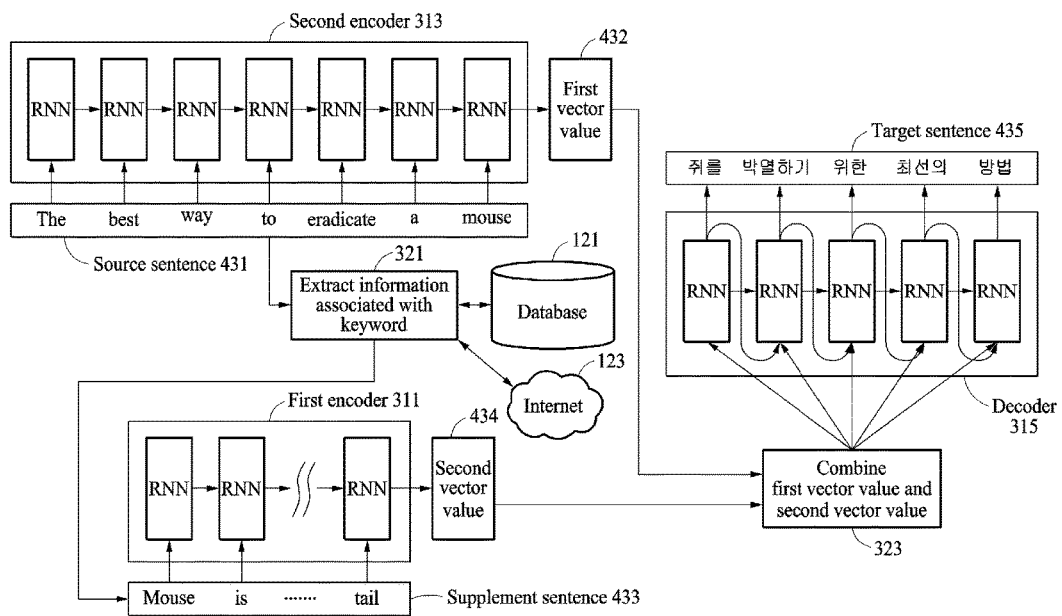 Second encoder 313
432
RNN RNN RNN RNN RNN RNN RNN
First
vector
value
The best way to eradicate a mouse
Source sentence 431
Target sentence 435
쥐를 박열하기 위한 최선의 방법
RNN RNN RNN RNN RNN
Decoder
315
321
Extract information
associated with
keyword
121
Database
123
Internet
First encoder 311
434
RNN RNN RNN
Second
vector
value
Combine
first vector value and
second vector value
323
Mouse is ....... tail
Supplement sentence 433